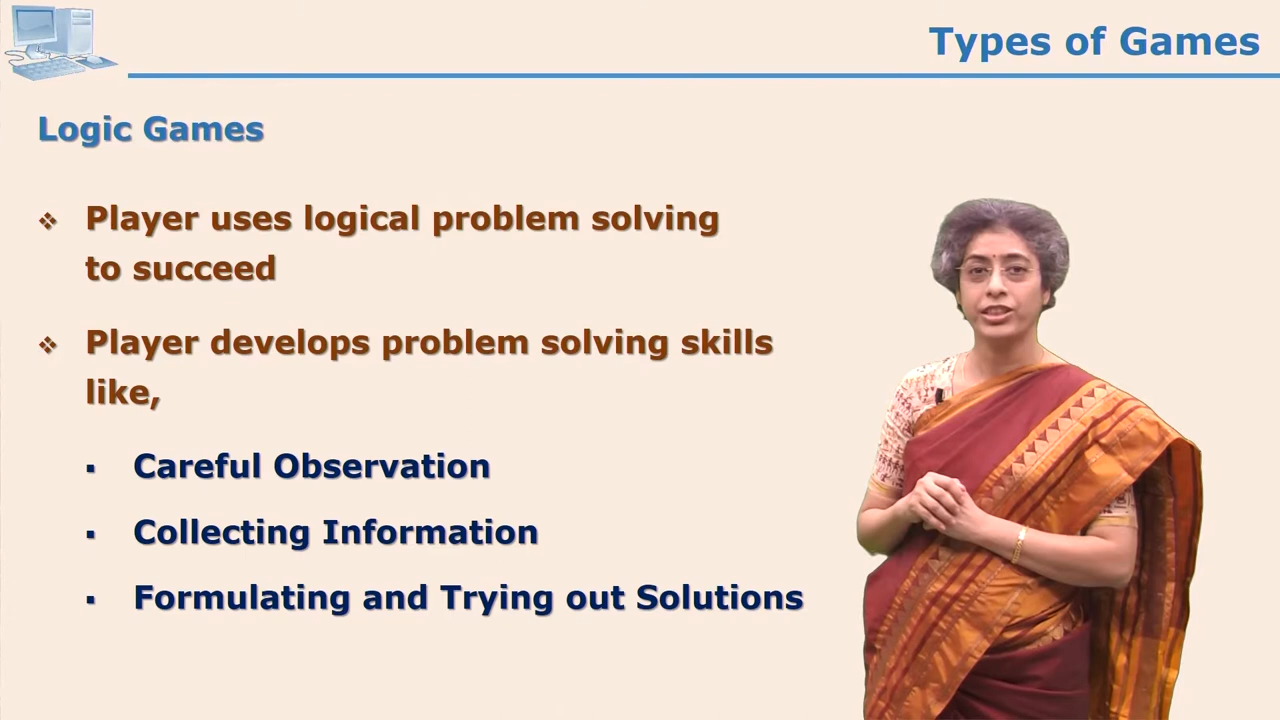 Types of Games
Logic Games
Player uses logical problem solving
to succeed
Player develops problem solving skills
like,
Careful Observation
Collecting Information
Formulating and Trying out Solutions